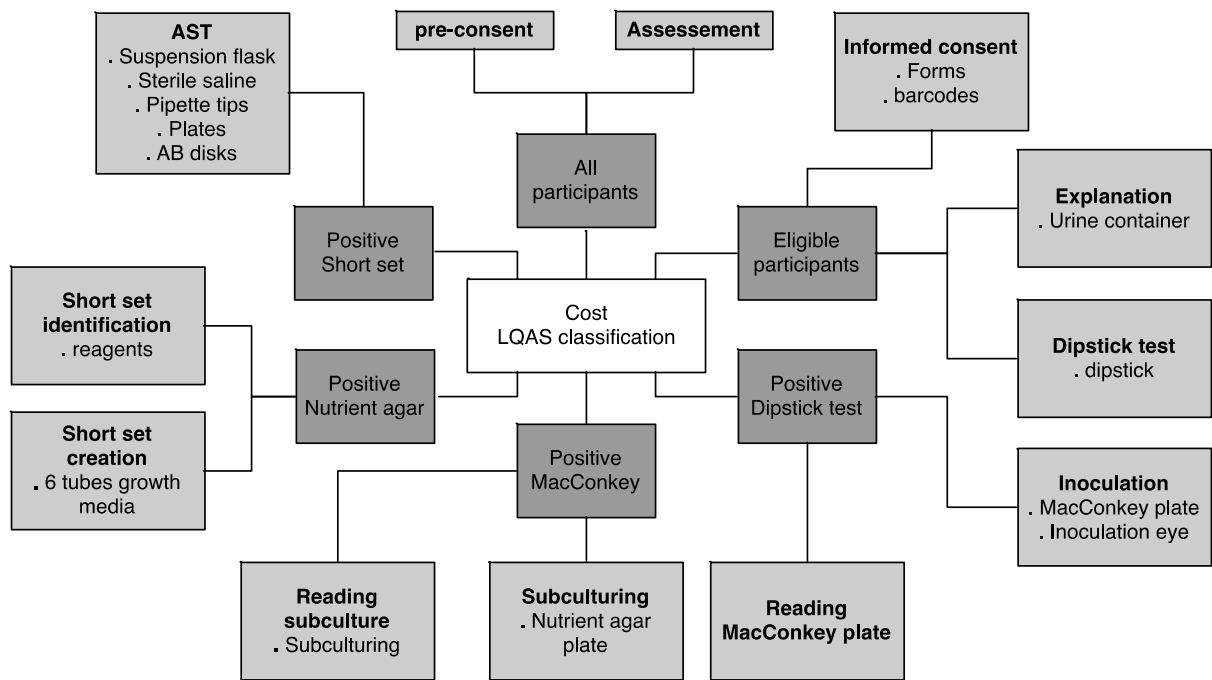 AST
. Suspension flask
. Sterile saline
. Pipette tips
. Plates
. AB disks
pre-consent
Assessement
Informed consent
. Forms
. barcodes
All
participants
Explanation
. Urine container
Positive
Short set
Eligible
participants
Short set
identification
. reagents
Cost
LQAS classification
Dipstick test
. dipstick
Positive
Nutrient agar
Positive
Dipstick test
Short set
creation
. 6 tubes growth
media
Positive
MacConkey
Inoculation
. MacConkey plate
. Inoculation eye
Reading
subculture
. Subculturing
Subculturing
. Nutrient agar
plate
Reading
MacConkey plate